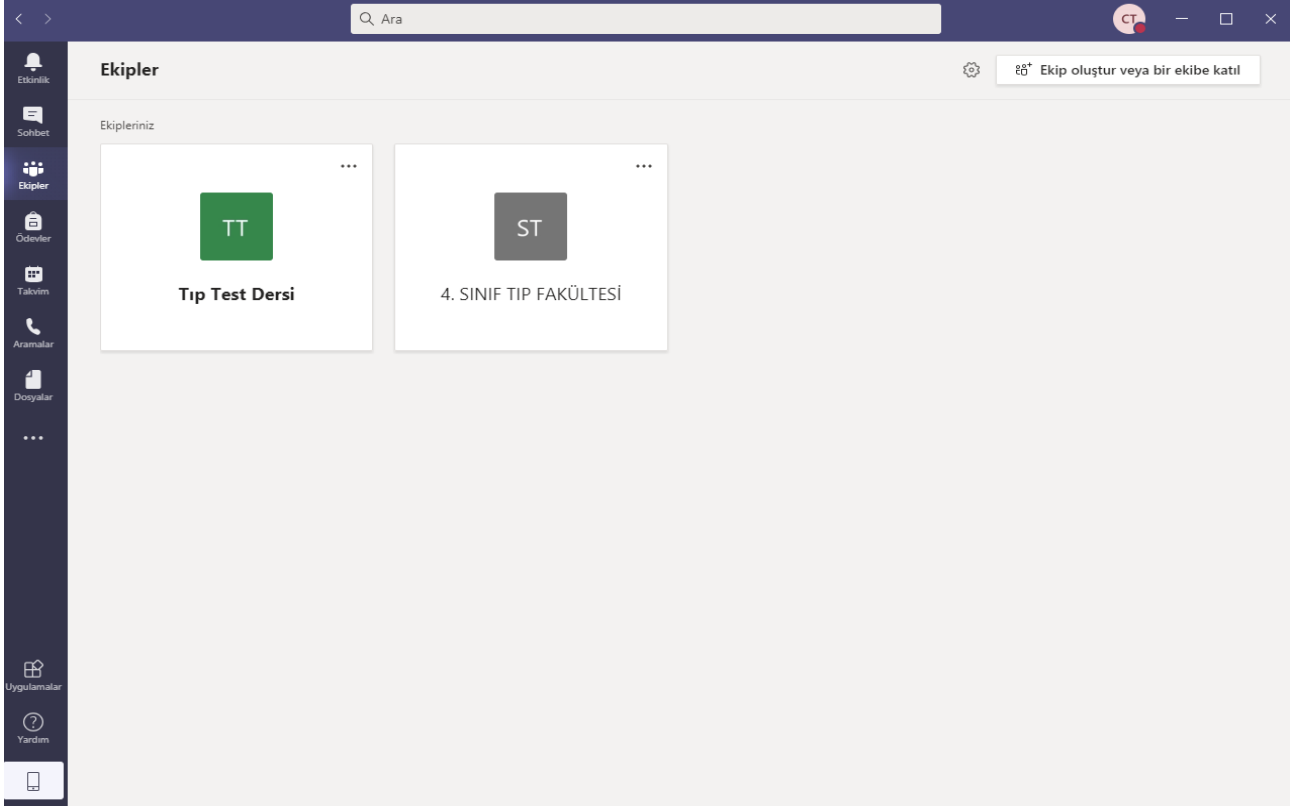 Ara
CT
Etkinlik
Sohbet
Ekipler
Ödevler
Takvim
Aramalar
Dosyalar
Uygulamalar
Yardım
Ekipler
Ekip oluştur veya bir ekibe katıl
Ekipleriniz
TT
Tıp Test Dersi
ST
4. SINIF TIP FAKÜLTESİ